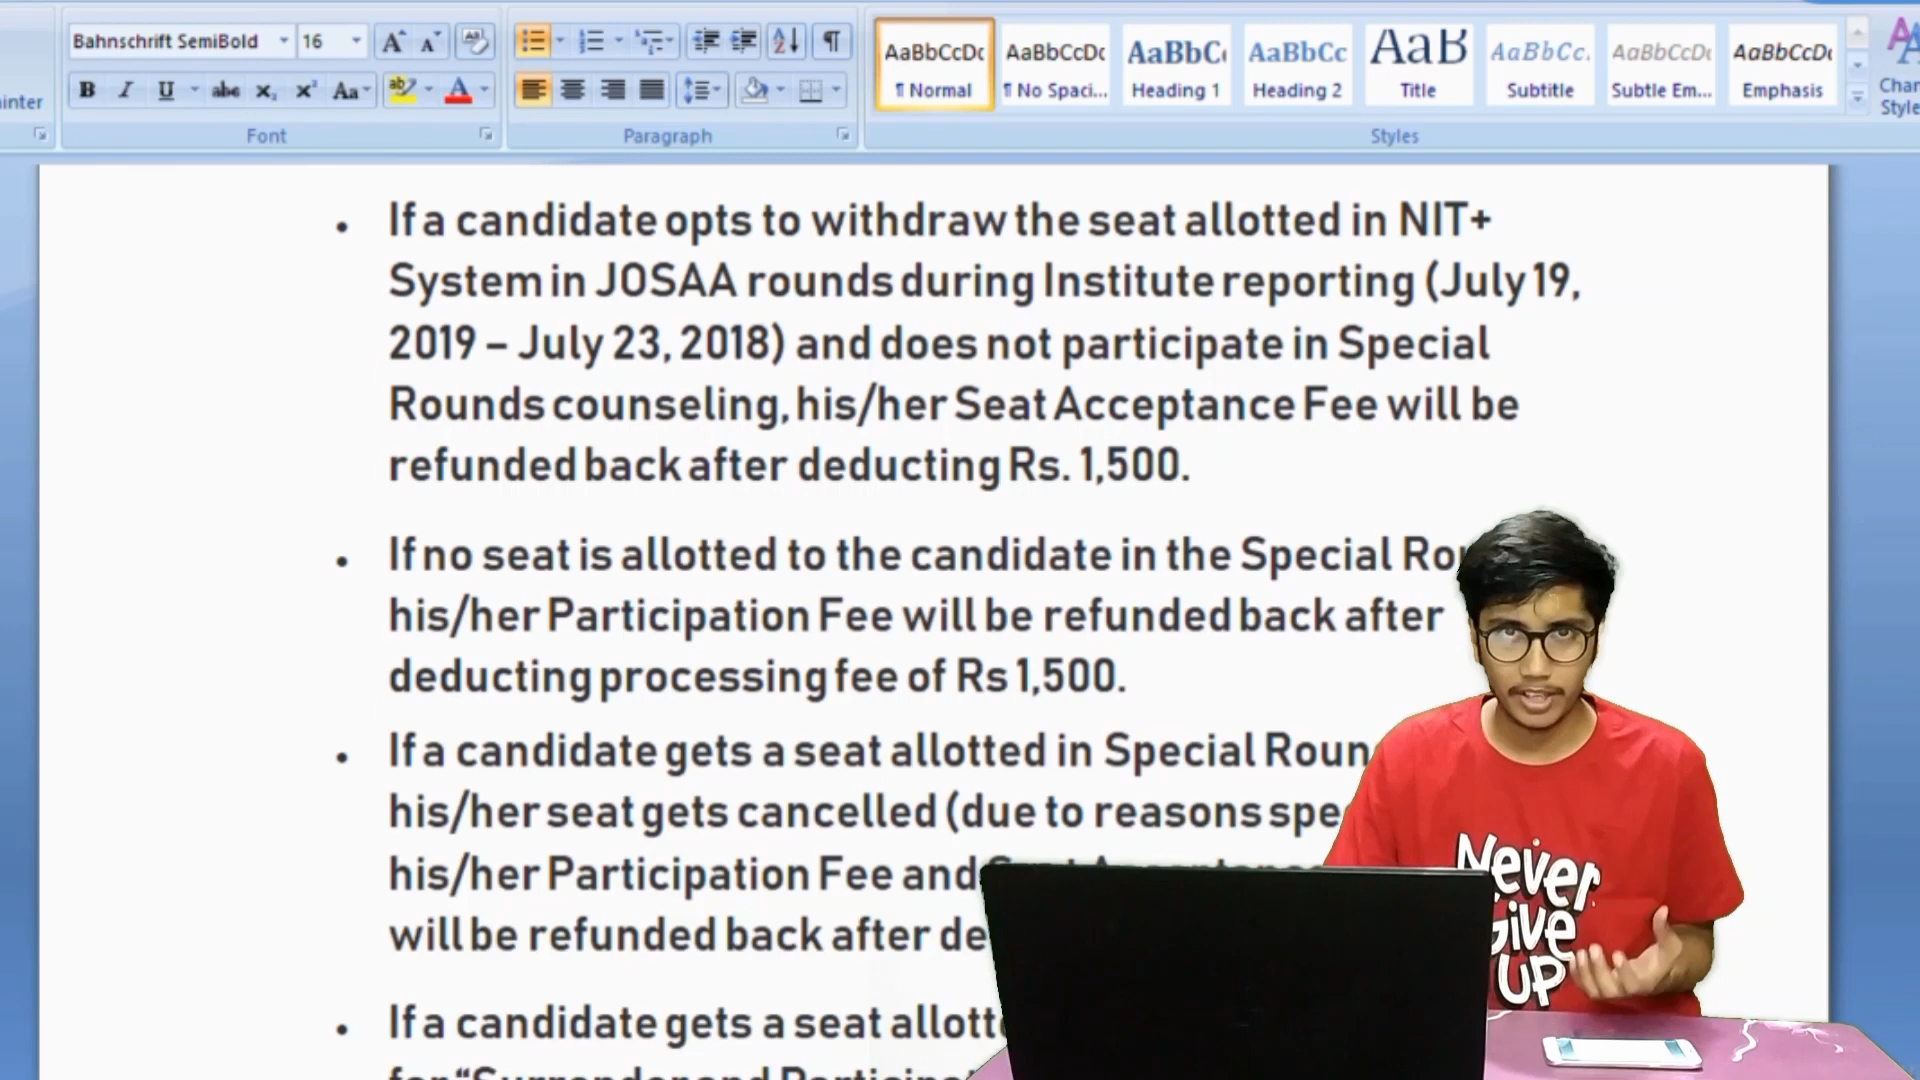 Bahnschrift SemiBold 16
inter
Font
Paragraph
AaBbCcDc AaBbCcDc AaBbC AaBbCc AaB AaBbCc. AaBbCcDc AaBbCcDc
¶ Normal ¶ No Spaci... Heading 1 Heading 2 Title Subtitle Subtle Em... Emphasis
Styles
• If a candidate opts to withdraw the seat allotted in NIT+
System in JOSAA rounds during Institute reporting (July 19,
2019 – July 23, 2018) and does not participate in Special
Rounds counseling, his/her Seat Acceptance Fee will be
refunded back after deducting Rs. 1,500.
• If no seat is allotted to the candidate in the Special
his/her Participation Fee will be refunded back after
deducting processing fee of Rs 1,500.
• If a candidate gets a seat allotted in Special
his/her seat gets cancelled (due to reasons
his/her Participation Fee and
will be refunded back after
• If a candidate gets a seat
for "Surrender and
Never
Give
UP